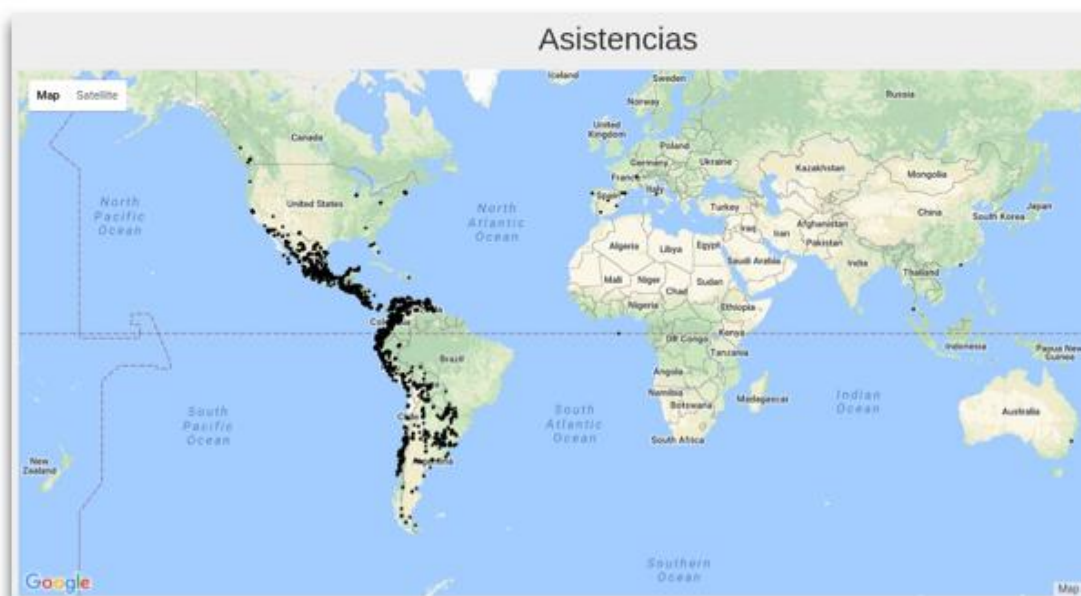 Asistencias
Map Satellite
Iceland
Sweden
Russia
Norway
Canada
United
Kingdom
Poland
Germany
Ukraine
Kazakhstan
Mongolia
France
Italy
Spain
United States
North
Pacific
Ocean
North
Atlantic
Ocean
Turkey
China
South Korea
Japan
Iraq
Iran
Afghanistan
Pakistan
Algeria
Libya
Egypt
Saudi Arabia
India
Mali
Niger
Chad
Sudan
Thailand
Nigeria
Ethiopia
DR Congo
Kenya
Tanzania
Indonesia
Papua New
Guinea
Brazil
Angola
Namibia
Botswana
Madagascar
South
Pacific
Ocean
South
Atlantic
Ocean
Indian
Ocean
Australia
South Africa
New
Zealand
Southern
Ocean
Google
Map